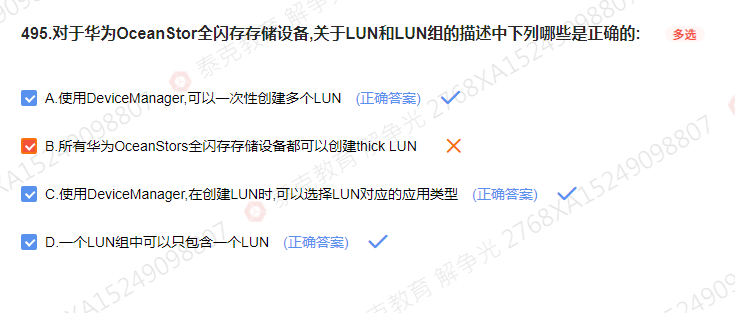 495.对于华为OceanStor全闪存存储设备,关于LUN和LUN组的描述中下列哪些是正确的: 多选
A.使用DeviceManager,可以一次性创建多个LUN (正确答案)
B.所有华为OceanStors全闪存存储设备都可以创建thick LUN
C.使用DeviceManager,在创建LUN时,可以选择LUN对应的应用类型 (正确答案)
D.一个LUN组中可以只包含一个LUN (正确答案)
泰克教育 解争光 2768XA15249098807